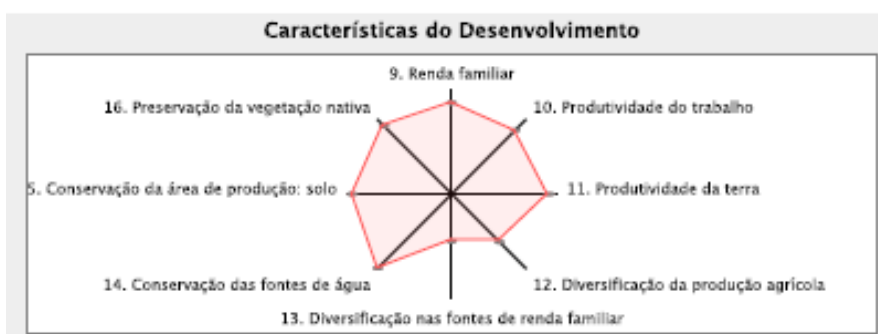 Características do Desenvolvimento
9. Renda familiar
16. Preservação da vegetação nativa
10. Produtividade do trabalho
5. Conservação da área de produção: solo
11. Produtividade da terra
14. Conservação das fontes de água
12. Diversificação da produção agrícola
13. Diversificação nas fontes de renda familiar